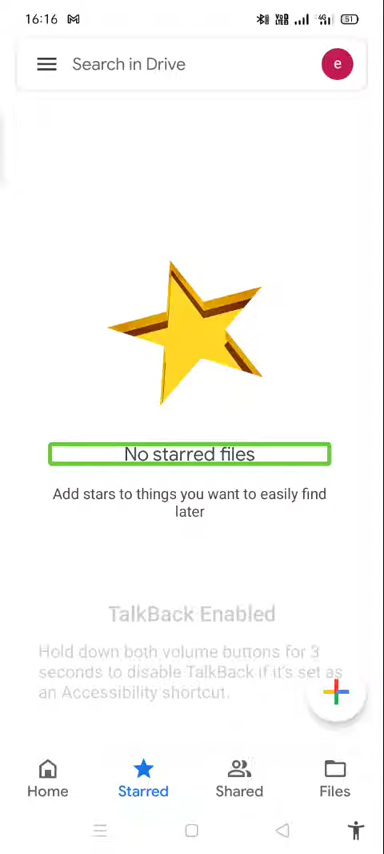 16:16
51
Search in Drive
e
No starred files
Add stars to things you want to easily find
later
TalkBack Enabled
Hold down both volume buttons for 3
seconds to disable TalkBack if it's set as
an Accessibility shortcut.
Home
Starred
Shared
Files